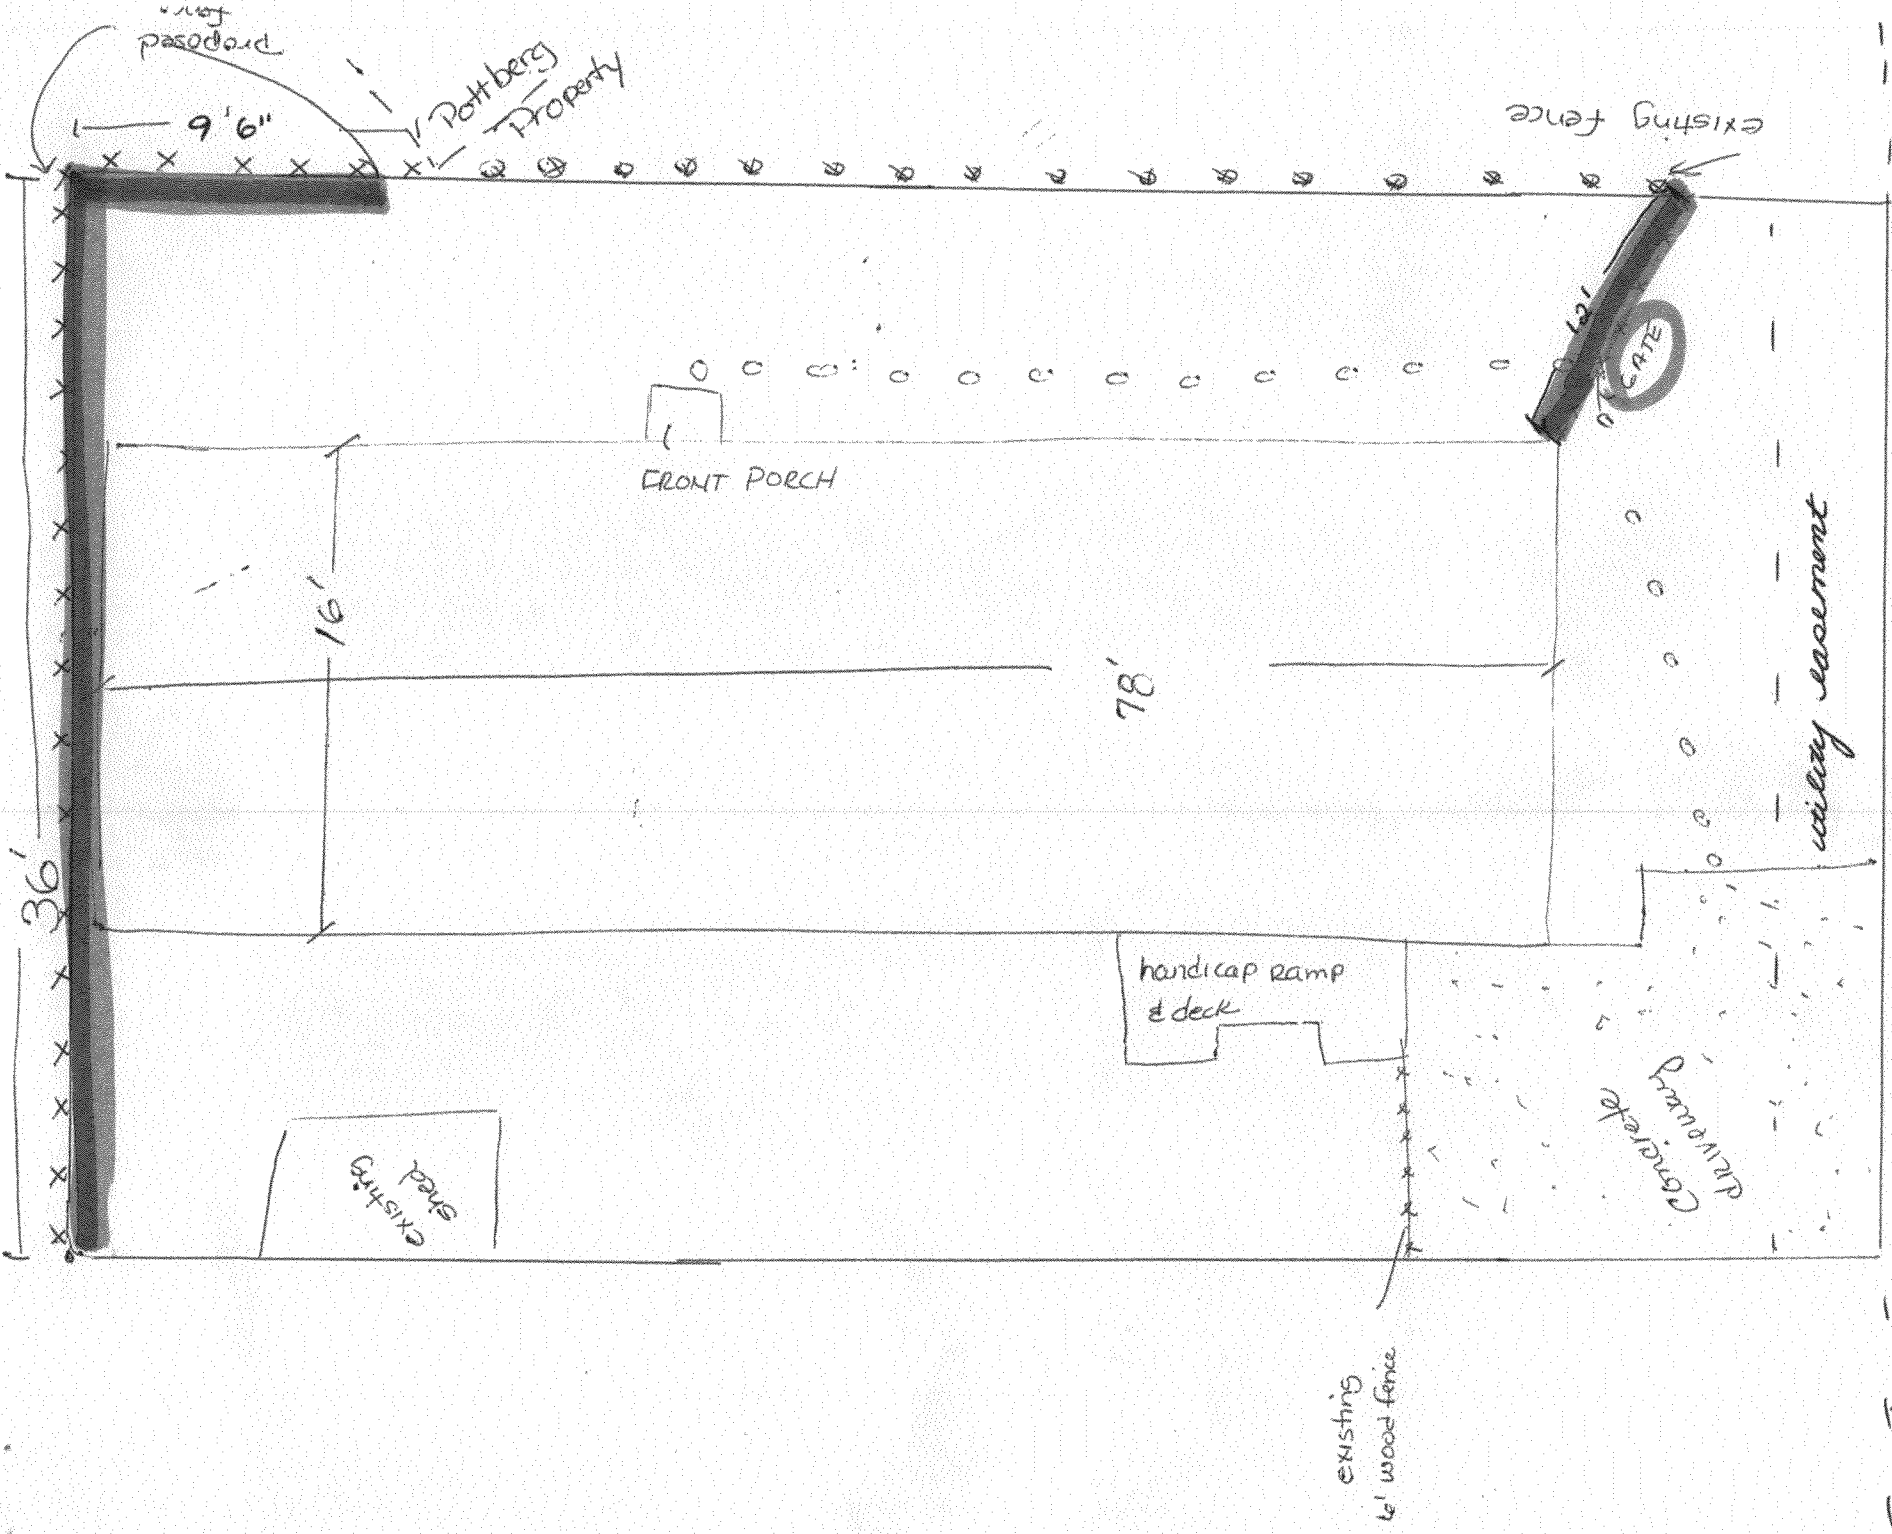 proposed
9'6"
Pottberg
Property
existing fence
12'
GATE
FRONT PORCH
16'
78'
utility easement
36'
handicap RAMP
& deck
existing
shed
Concrete
driveway
existing
6' wood fence